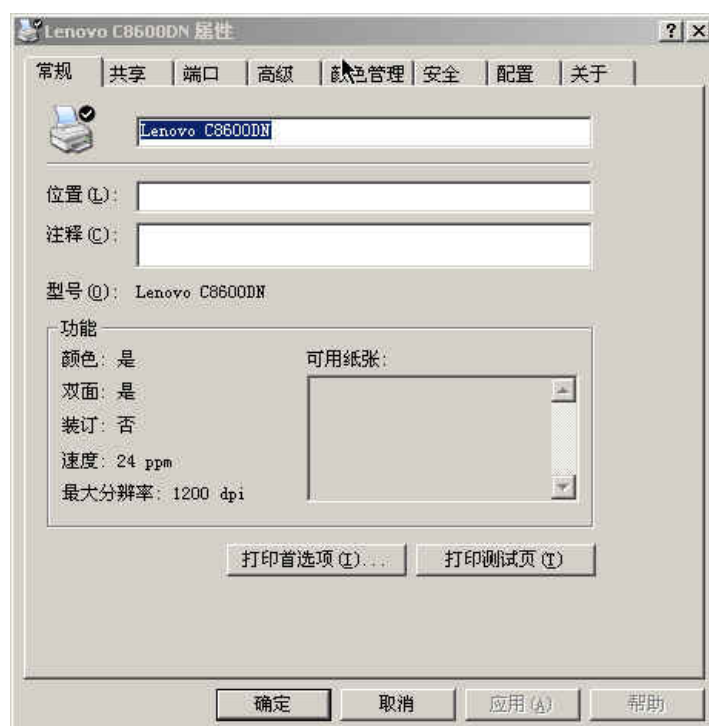 Lenovo C8600DN 属性
常规 共享 端口 高级 颜色管理 安全 配置 关于
Lenovo C8600DN
位置(L):
注释(C):
型号(O): Lenovo C8600DN
功能
颜色: 是 可用纸张:
双面: 是
装订: 否
速度: 24 ppm
最大分辨率: 1200 dpi
打印首选项(I)... 打印测试页(T)
确定 取消 应用(A) 帮助